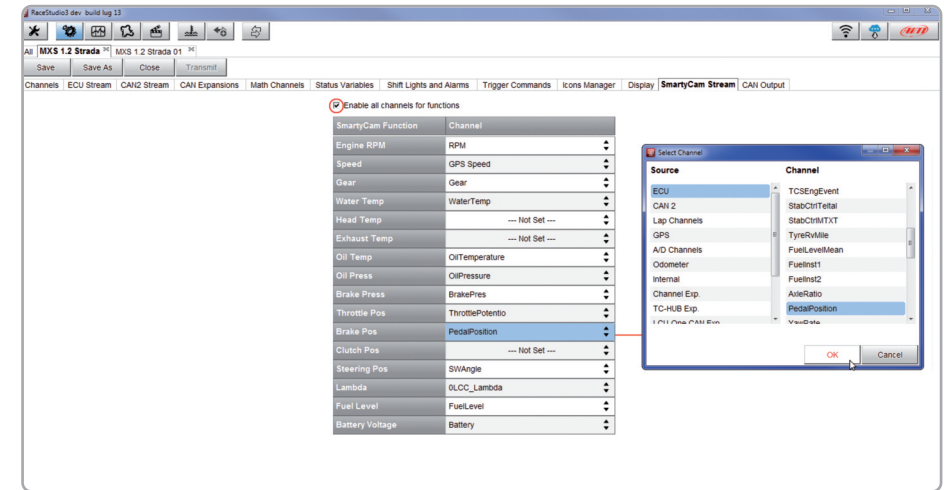 RaceStudio3 dev build lug 13
AiM
All MXS 1.2 Strada MXS 1.2 Strada 01
Save Save As Close Transmit
Channels ECU Stream CAN2 Stream CAN Expansions Math Channels Status Variables Shift Lights and Alarms Trigger Commands Icons Manager Display SmartyCam Stream CAN Output
Enable all channels for functions
SmartyCam Function Channel
Engine RPM RPM
Speed GPS Speed
Gear Gear
Water Temp WaterTemp
Head Temp --- Not Set ---
Exhaust Temp --- Not Set ---
Oil Temp OilTemperature
Oil Press OilPressure
Brake Press BrakePres
Throttle Pos ThrottlePotentio
Brake Pos PedalPosition
Clutch Pos --- Not Set ---
Steering Pos SWAngle
Lambda 0LCC_Lambda
Fuel Level FuelLevel
Battery Voltage Battery
Select Channel
Source Channel
ECU TCSEngEvent
CAN 2 StabCtrlTeltal
Lap Channels StabCtrlMTXT
GPS TyreRvMile
A/D Channels FuelLevelMean
Odometer FuelInst1
Internal FuelInst2
Channel Exp. AxleRatio
TC-HUB Exp. PedalPosition
LCU One CAN Exp YawRate
OK Cancel